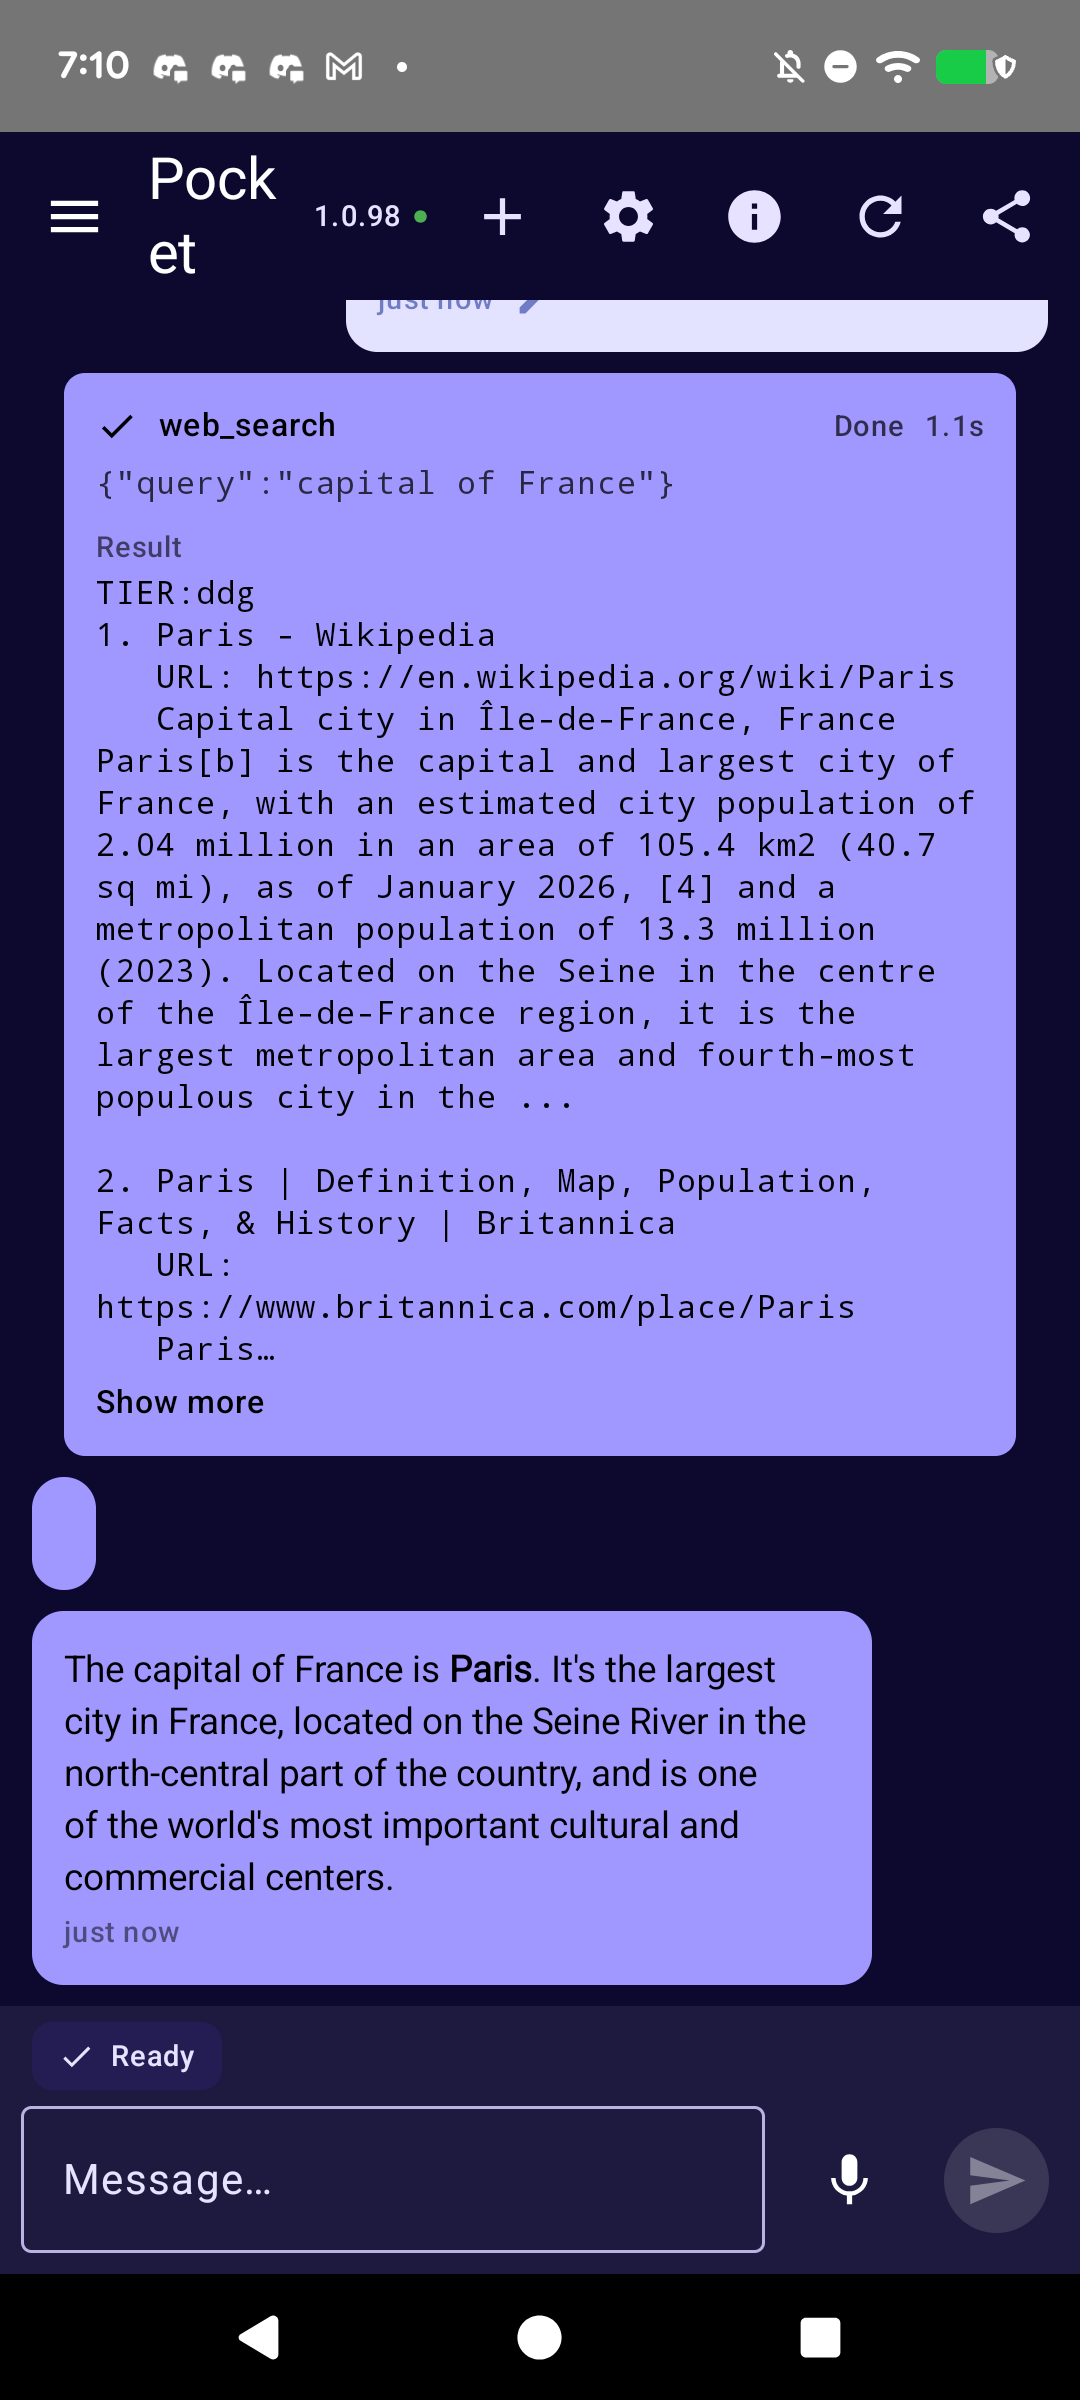 7:10
Pock
et
1.0.98
just now
web_search
Done 1.1s
{"query":"capital of France"}
Result
TIER:ddg
1. Paris - Wikipedia
URL: https://en.wikipedia.org/wiki/Paris
Capital city in Île-de-France, France
Paris[b] is the capital and largest city of
France, with an estimated city population of
2.04 million in an area of 105.4 km2 (40.7
sq mi), as of January 2026, [4] and a
metropolitan population of 13.3 million
(2023). Located on the Seine in the centre
of the Île-de-France region, it is the
largest metropolitan area and fourth-most
populous city in the ...
2. Paris | Definition, Map, Population,
Facts, & History | Britannica
URL:
https://www.britannica.com/place/Paris
Paris…
Show more
The capital of France is Paris. It's the largest
city in France, located on the Seine River in the
north-central part of the country, and is one
of the world's most important cultural and
commercial centers.
just now
Ready
Message…